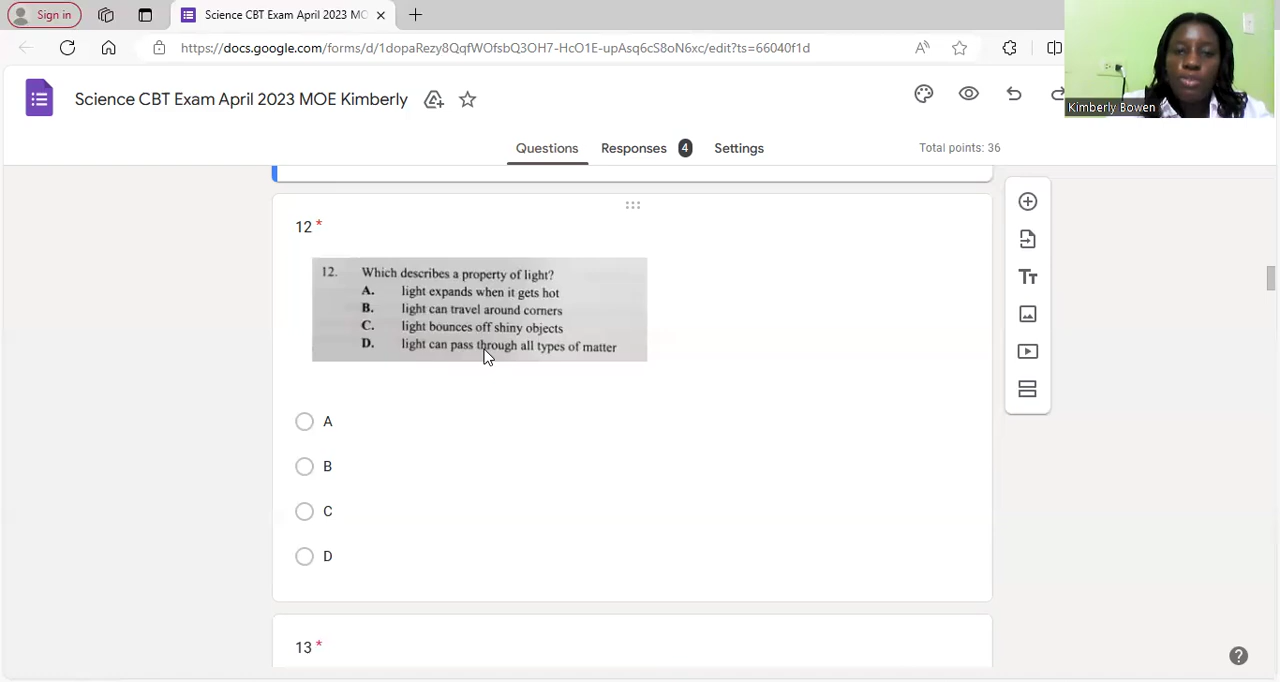 Sign in
Science CBT Exam April 2023 MO
https://docs.google.com/forms/d/1dopaRezy8QqfWOfsbQ3OH7-HcO1E-upAsq6cS8oN6xc/edit?ts=66040f1d
Kimberly Bowen
Science CBT Exam April 2023 MOE Kimberly
Questions Responses 4 Settings Total points: 36
12 *
12. Which describes a property of light?
A. light expands when it gets hot
B. light can travel around corners
C. light bounces off shiny objects
D. light can pass through all types of matter
A
B
C
D
13 *